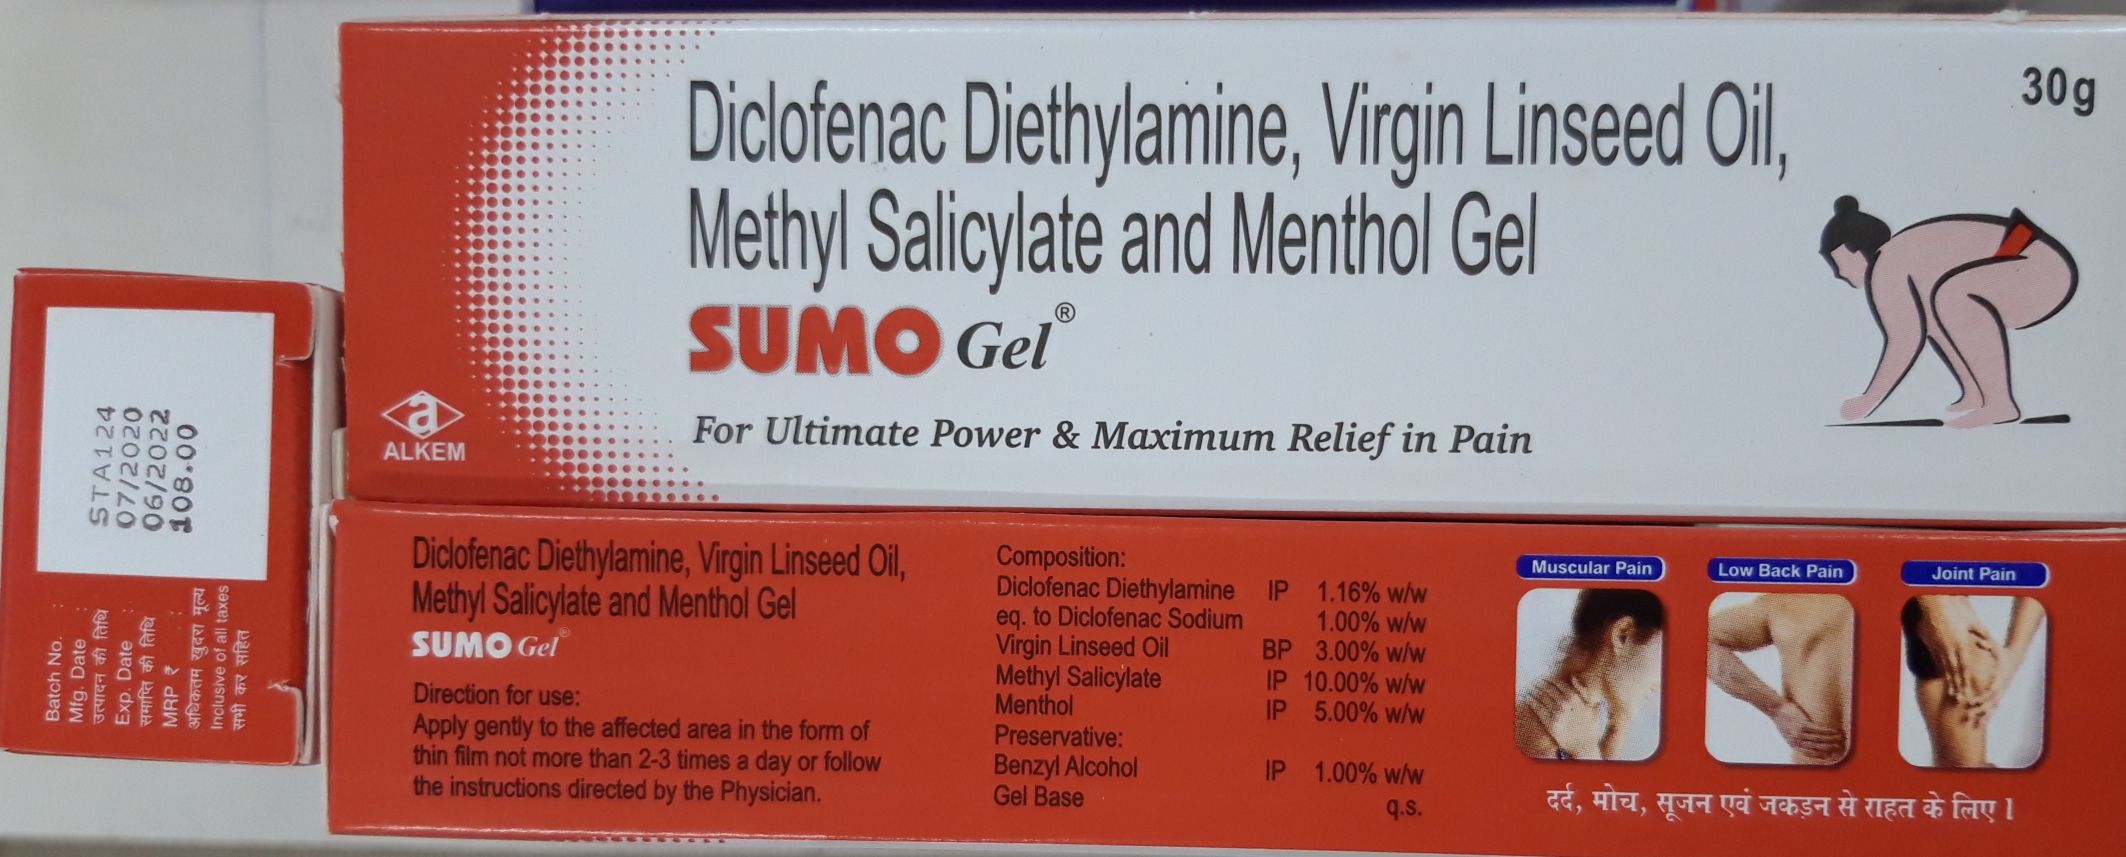 30g
Diclofenac Diethylamine, Virgin Linseed Oil,
Methyl Salicylate and Menthol Gel
SUMO Gel®
For Ultimate Power & Maximum Relief in Pain
a
ALKEM
STA124
07/2020
06/2022
108.00
Batch No. :
Mfg. Date :
उत्पादन की तिथि
Exp. Date :
समाप्ति की तिथि
MRP ₹ :
अधिकतम खुदरा मूल्य
Inclusive of all taxes
सभी कर सहित
Diclofenac Diethylamine, Virgin Linseed Oil,
Methyl Salicylate and Menthol Gel
SUMO Gel®
Direction for use:
Apply gently to the affected area in the form of
thin film not more than 2-3 times a day or follow
the instructions directed by the Physician.
Composition:
Diclofenac Diethylamine IP 1.16% w/w
eq. to Diclofenac Sodium 1.00% w/w
Virgin Linseed Oil BP 3.00% w/w
Methyl Salicylate IP 10.00% w/w
Menthol IP 5.00% w/w
Preservative:
Benzyl Alcohol IP 1.00% w/w
Gel Base q.s.
Muscular Pain
Low Back Pain
Joint Pain
दर्द, मोच, सूजन एवं जकड़न से राहत के लिए।